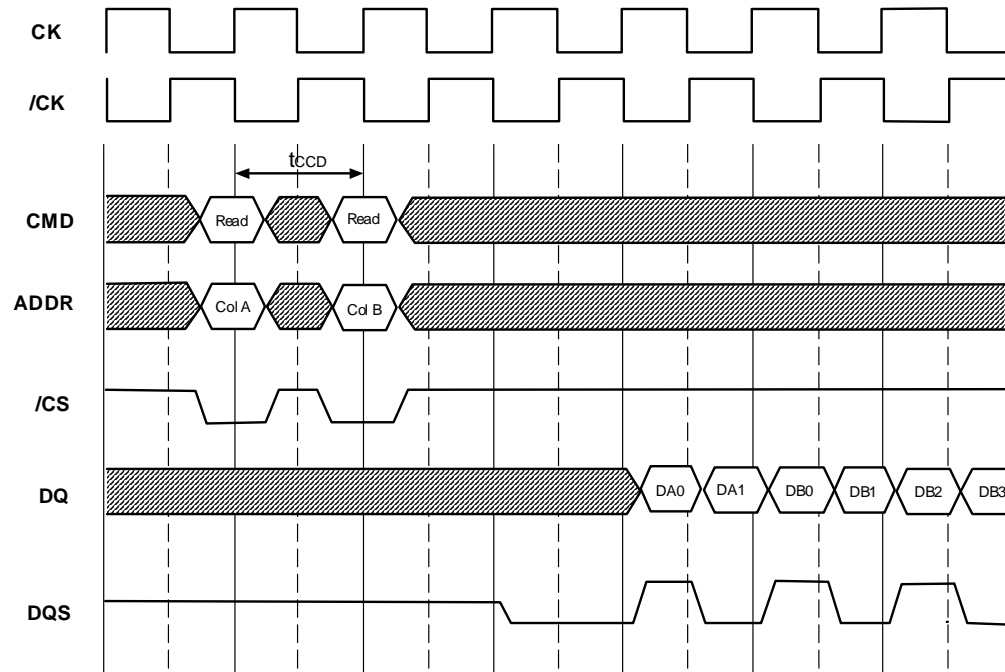 CK
/CK
tCCD
CMD Read Read
ADDR Col A Col B
/CS
DQ DA0 DA1 DB0 DB1 DB2 DB3
DQS